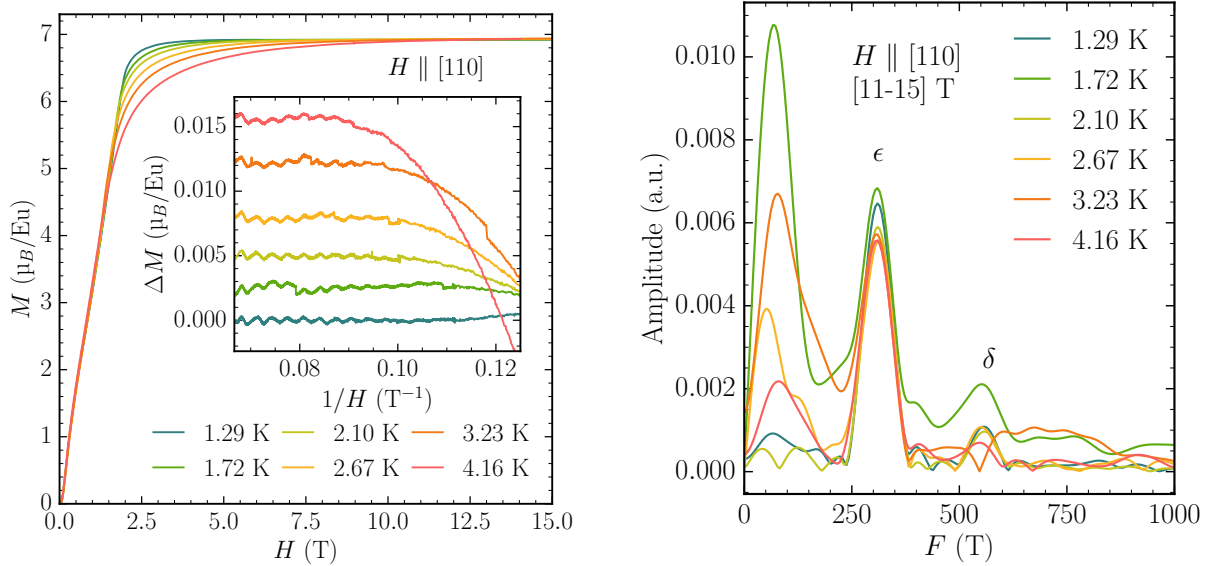 7
6
5
4
3
2
1
0
M (µB/Eu)
0.0
2.5
5.0
7.5
10.0
12.5
15.0
H (T)
H ∥ [110]
0.015
0.010
0.005
0.000
ΔM (µB/Eu)
0.08
0.10
0.12
1/H (T⁻¹)
1.29 K
2.10 K
3.23 K
1.72 K
2.67 K
4.16 K
0.010
0.008
0.006
0.004
0.002
0.000
Amplitude (a.u.)
0
250
500
750
1000
F (T)
H ∥ [110]
[11-15] T
ϵ
δ
1.29 K
1.72 K
2.10 K
2.67 K
3.23 K
4.16 K